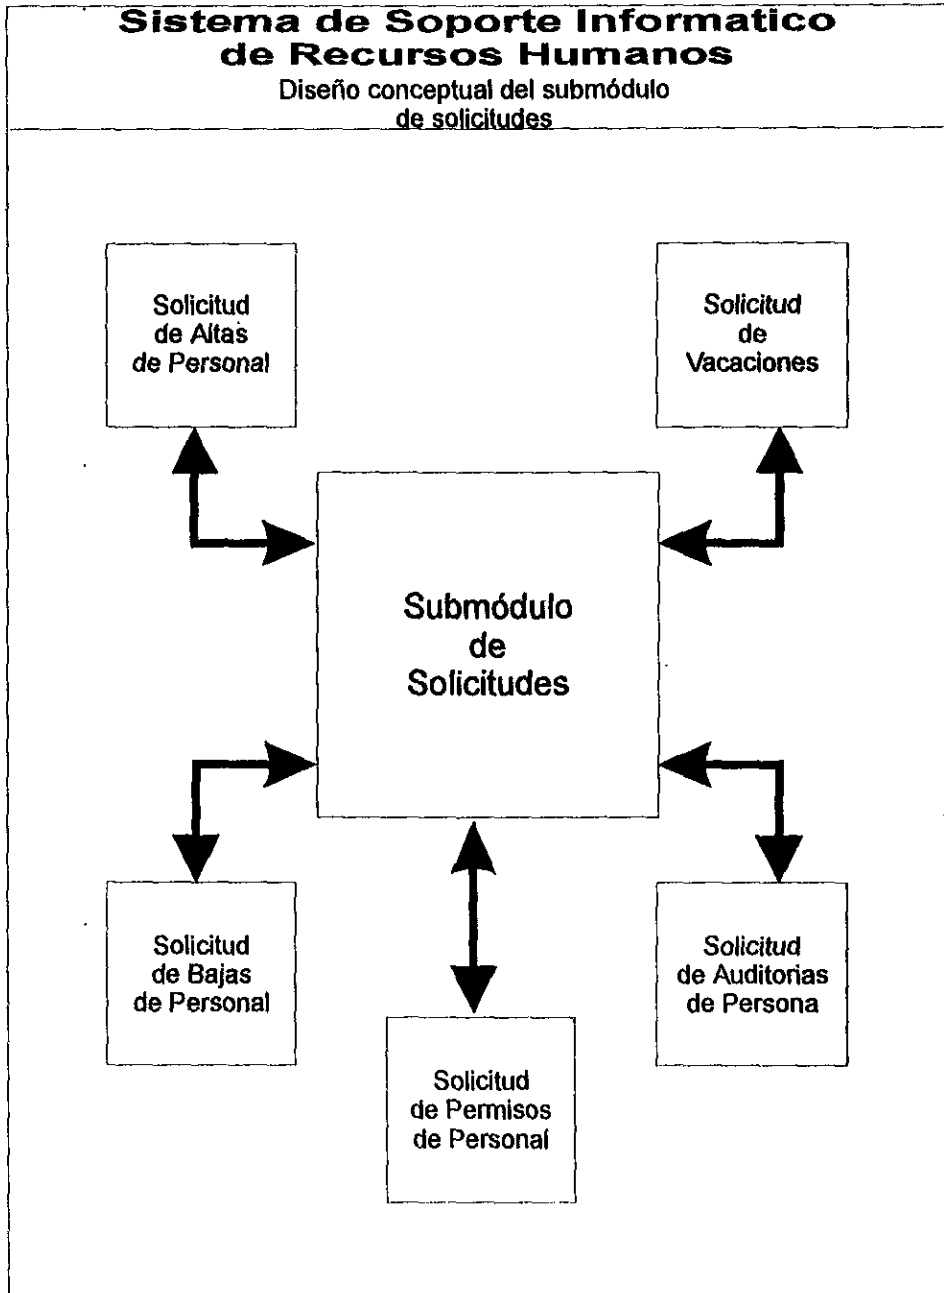 Sistema de Soporte Informatico
de Recursos Humanos
Diseño conceptual del submódulo
de solicitudes
Solicitud
de Altas
de Personal
Solicitud
de
Vacaciones
Submódulo
de
Solicitudes
Solicitud
de Bajas
de Personal
Solicitud
de Permisos
de Personal
Solicitud
de Auditorias
de Persona